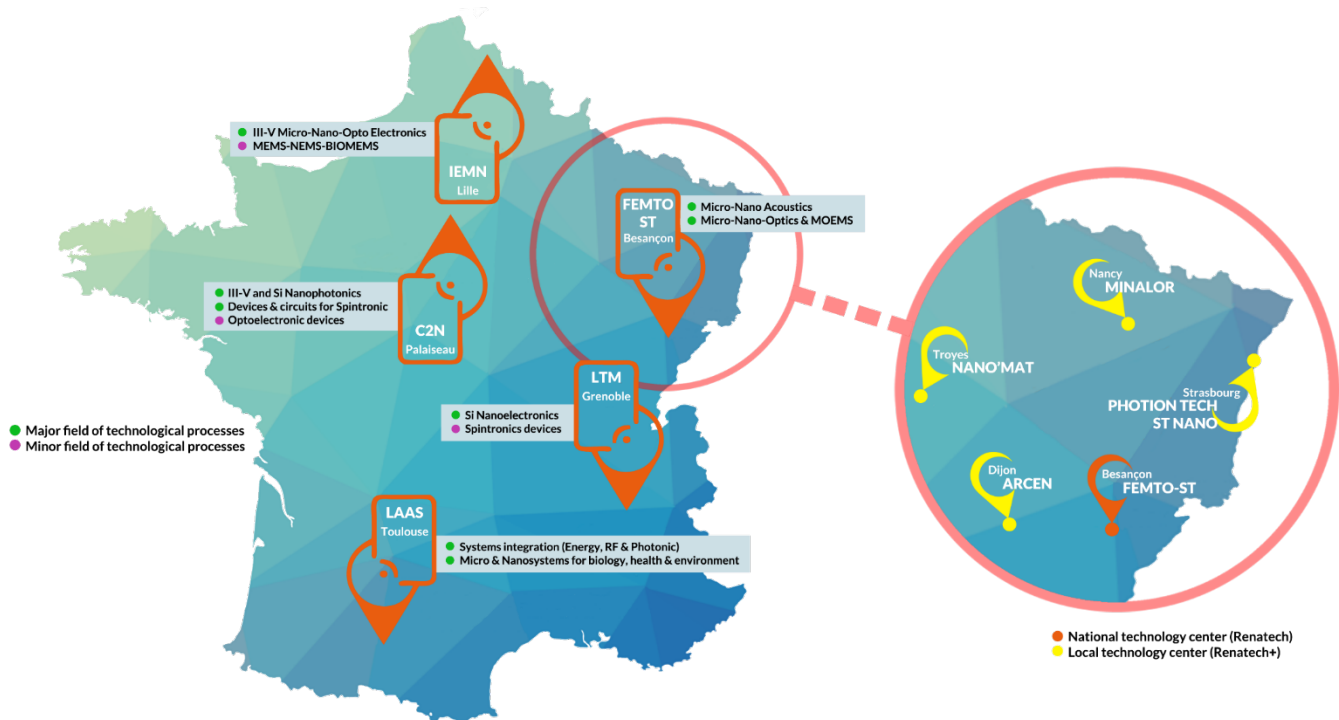 III-V Micro-Nano-Opto Electronics
MEMS-NEMS-BIOMEMS
IEMN
Lille
FEMTO
ST
Besançon
Micro-Nano Acoustics
Micro-Nano-Optics & MOEMS
III-V and Si Nanophotonics
Devices & circuits for Spintronic
Optoelectronic devices
C2N
Palaiseau
LTM
Grenoble
Si Nanoelectronics
Spintronics devices
Major field of technological processes
Minor field of technological processes
LAAS
Toulouse
Systems integration (Energy, RF & Photonic)
Micro & Nanosystems for biology, health & environment
Nancy
MINALOR
Troyes
NANO'MAT
Strasbourg
PHOTION TECH
ST NANO
Dijon
ARCEN
Besançon
FEMTO-ST
National technology center (Renatech)
Local technology center (Renatech+)